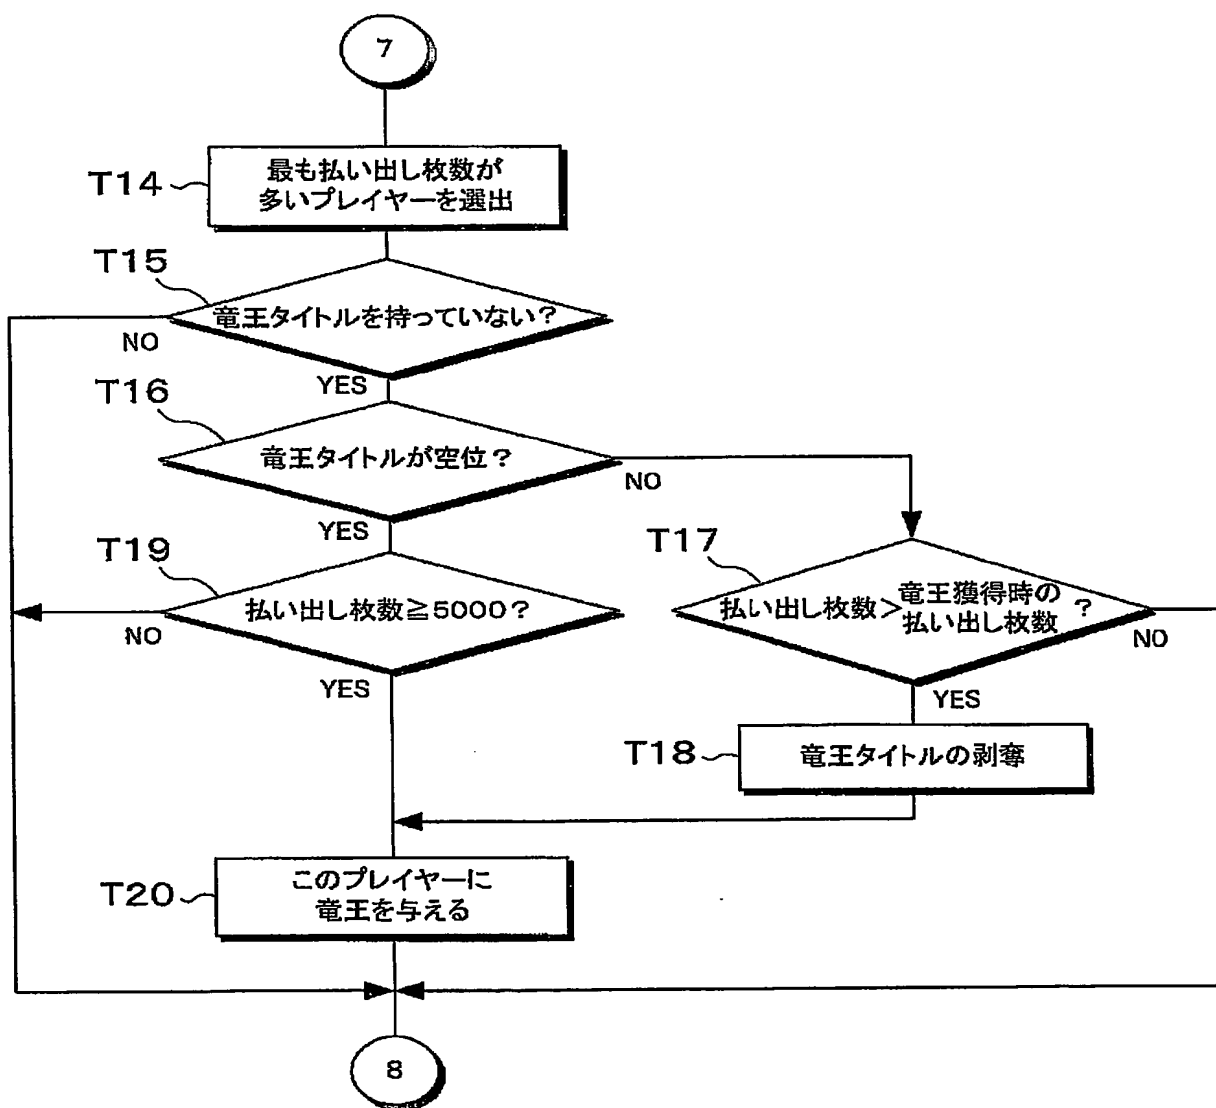 7
T14
最も払い出し枚数が
多いプレイヤーを選出
T15
竜王タイトルを持っていない?
NO
YES
T16
竜王タイトルが空位?
NO
YES
T19
払い出し枚数≧5000?
NO
YES
T17
払い出し枚数>竜王獲得時の
払い出し枚数?
NO
YES
T18
竜王タイトルの剥奪
T20
このプレイヤーに
竜王を与える
8